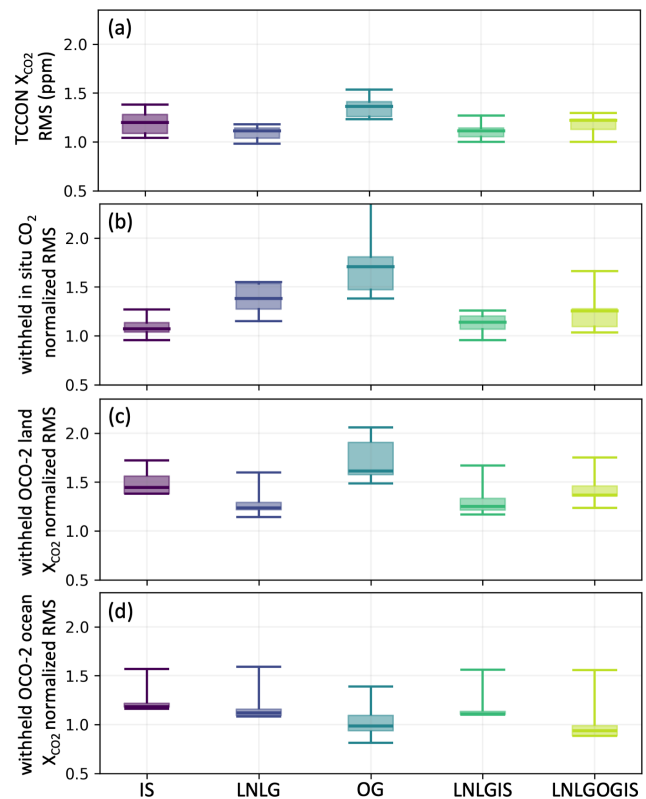 (a)
TCCON XCO2
RMS (ppm)
2.0
1.5
1.0
0.5
(b)
withheld in situ CO2
normalized RMS
2.0
1.5
1.0
0.5
(c)
withheld OCO-2 land
XCO2 normalized RMS
2.0
1.5
1.0
0.5
(d)
withheld OCO-2 ocean
XCO2 normalized RMS
2.0
1.5
1.0
0.5
IS LNLG OG LNLGIS LNLGOGIS